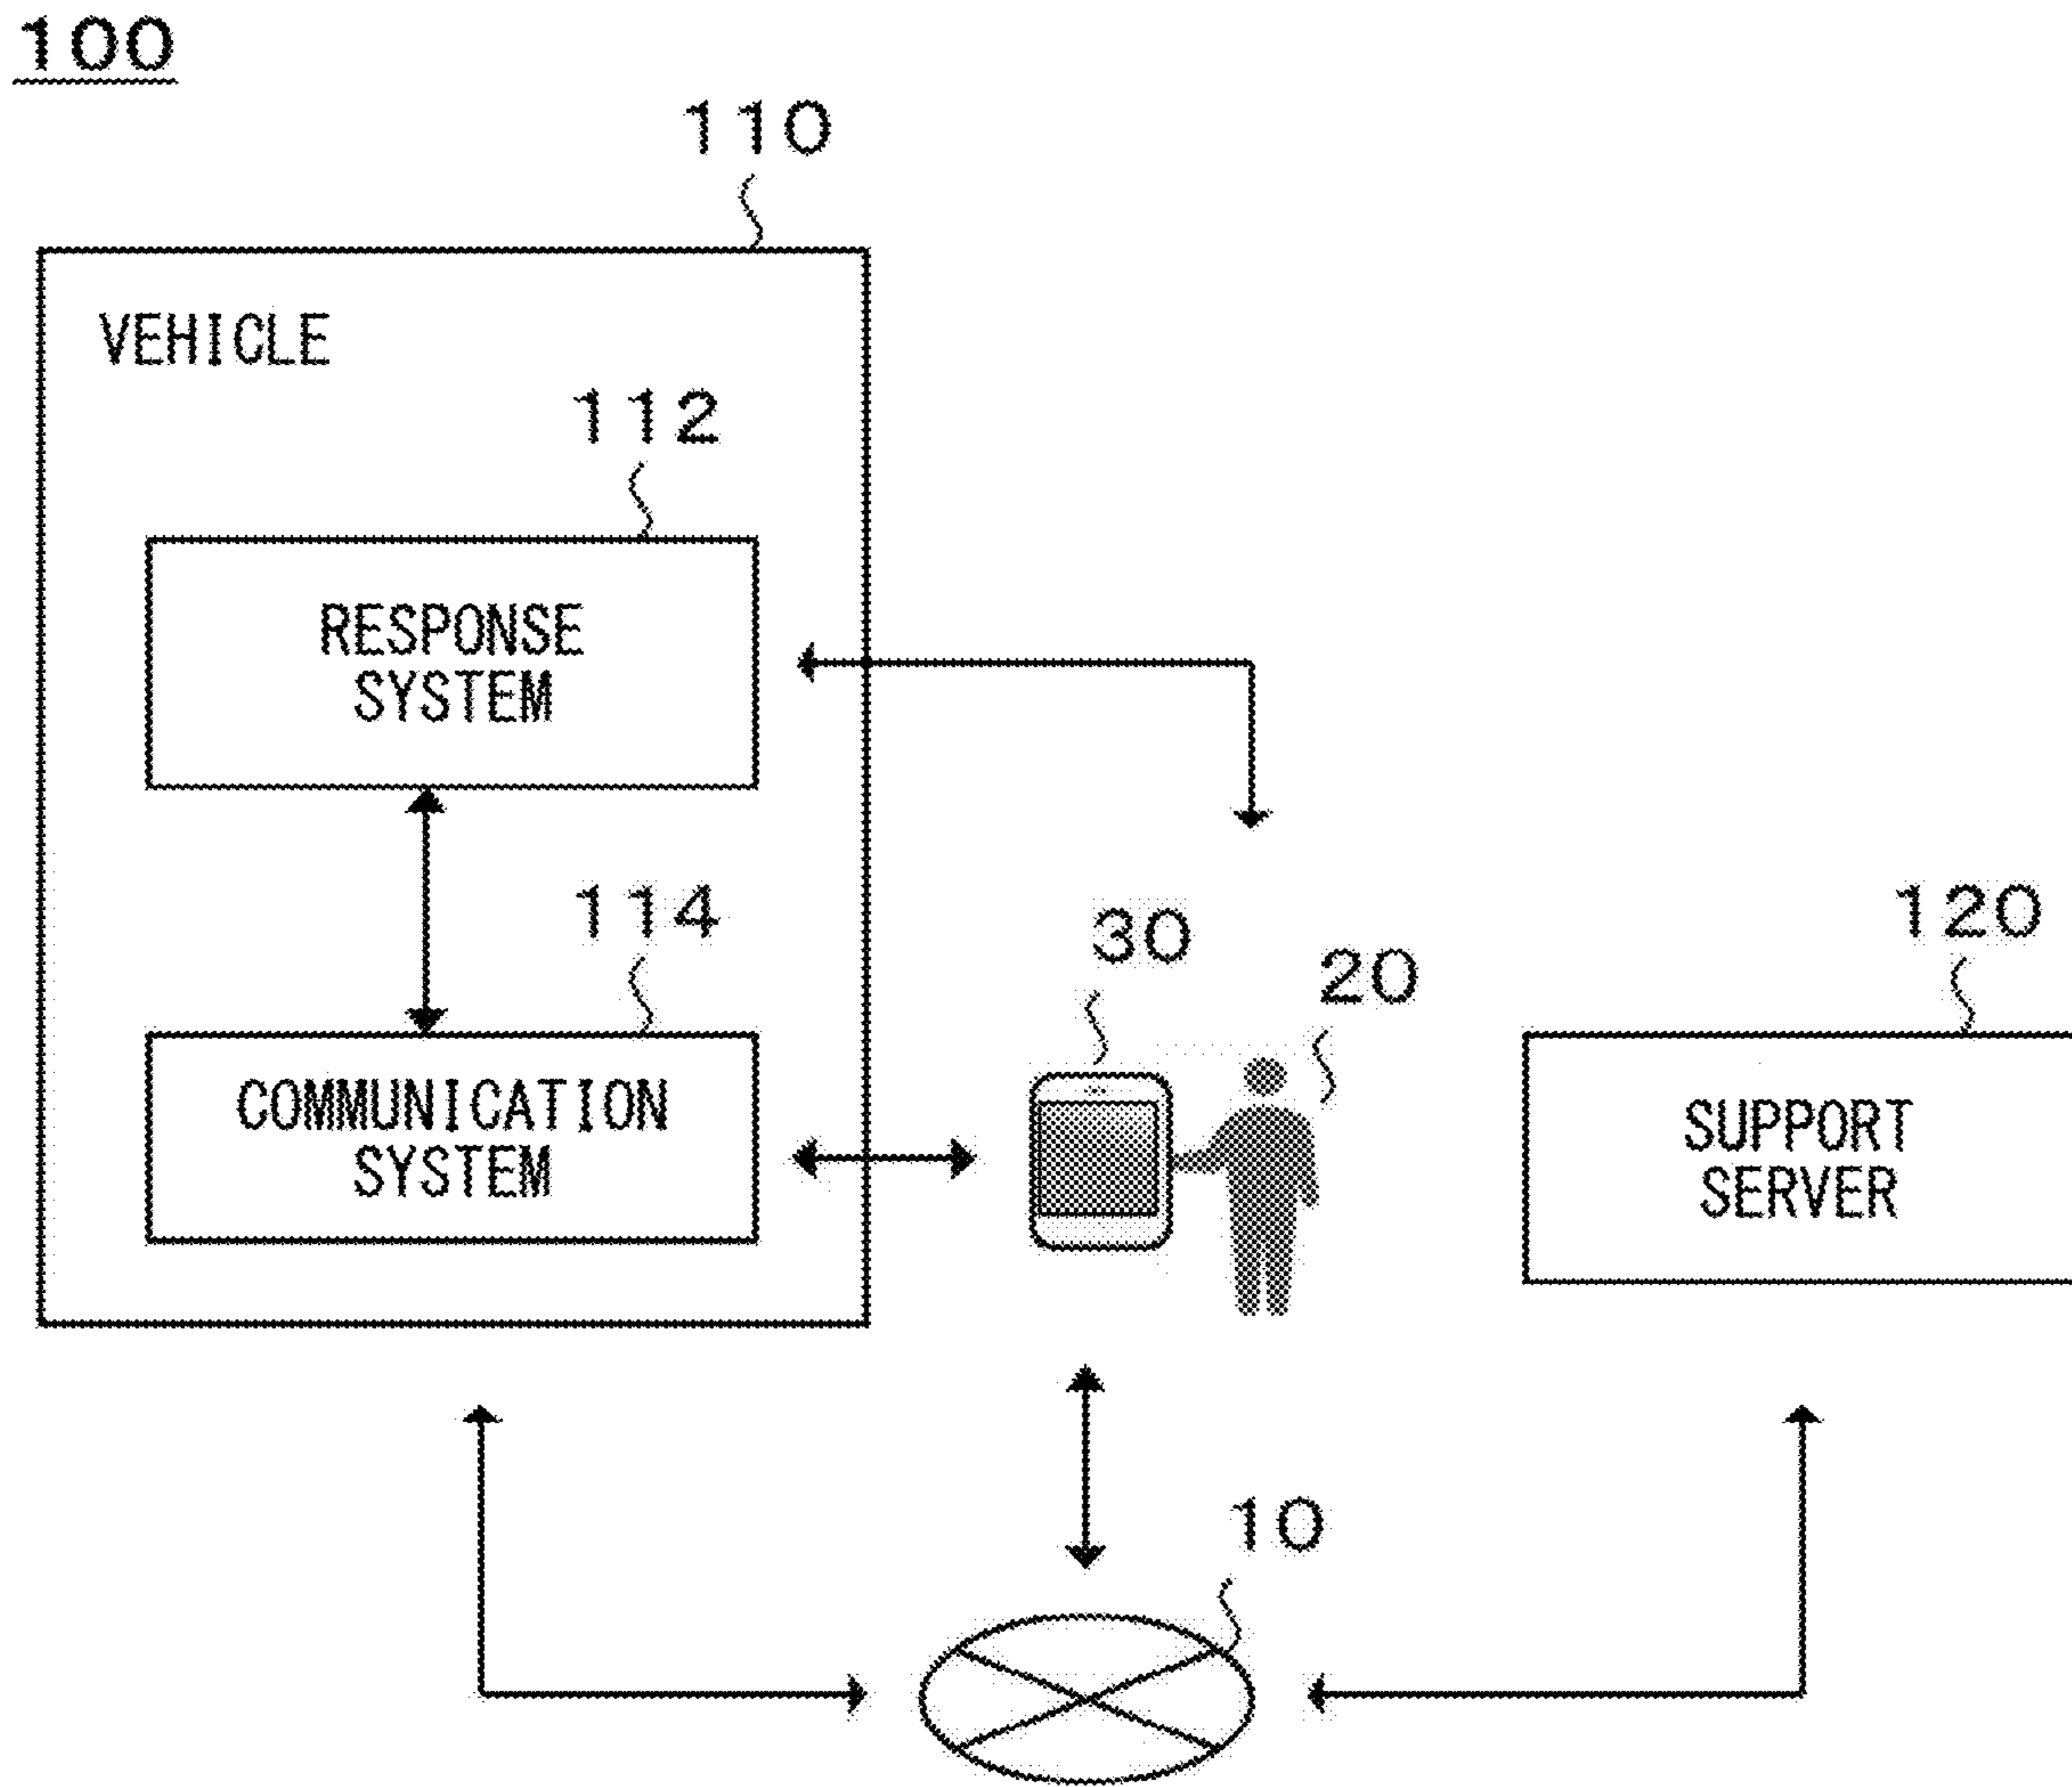 100
110
VEHICLE
112
RESPONSE
SYSTEM
114
COMMUNICATION
SYSTEM
30
20
120
SUPPORT
SERVER
10